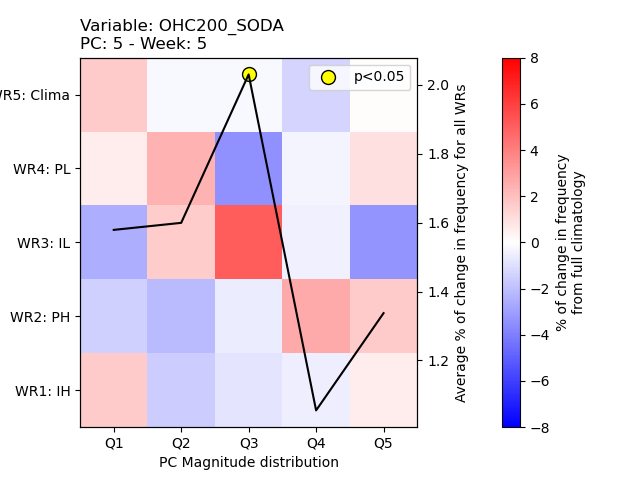 Variable: OHC200_SODA
PC: 5 - Week: 5
p<0.05
WR5: Clima
WR4: PL
WR3: IL
WR2: PH
WR1: IH
Q1 Q2 Q3 Q4 Q5
PC Magnitude distribution
2.0
1.8
1.6
1.4
1.2
Average % of change in frequency for all WRs
8
6
4
2
0
−2
−4
−6
−8
% of change in frequency
from full climatology